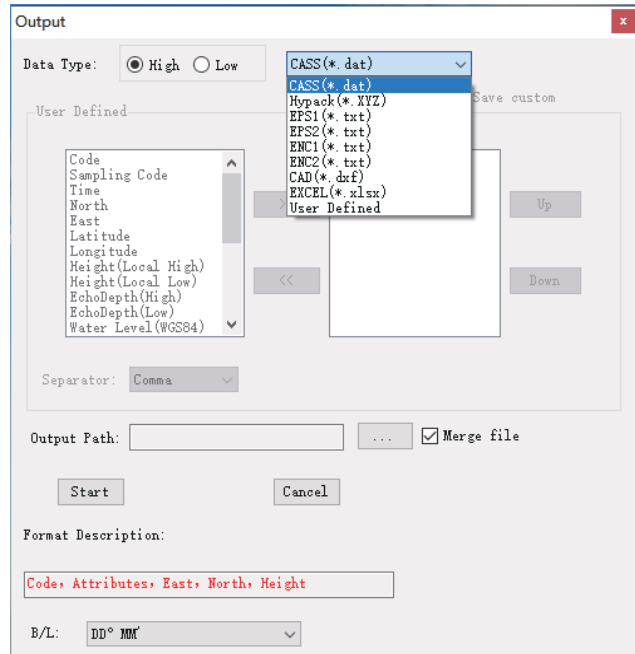 Output
x
Data Type:
High
Low
CASS(*.dat)
CASS(*.dat)
Hypack(*.XYZ)
EPS1(*.txt)
EPS2(*.txt)
ENC1(*.txt)
ENC2(*.txt)
CAD(*.dxf)
EXCEL(*.xlsx)
User Defined
Save custom
User Defined
Code
Sampling Code
Time
North
East
Latitude
Longitude
Height(Local High)
Height(Local Low)
EchoDepth(High)
EchoDepth(Low)
Water Level(WGS84)
<<
Up
Down
Separator:
Comma
Output Path:
...
Merge file
Start
Cancel
Format Description:
Code, Attributes, East, North, Height
B/L:
DD° MM′